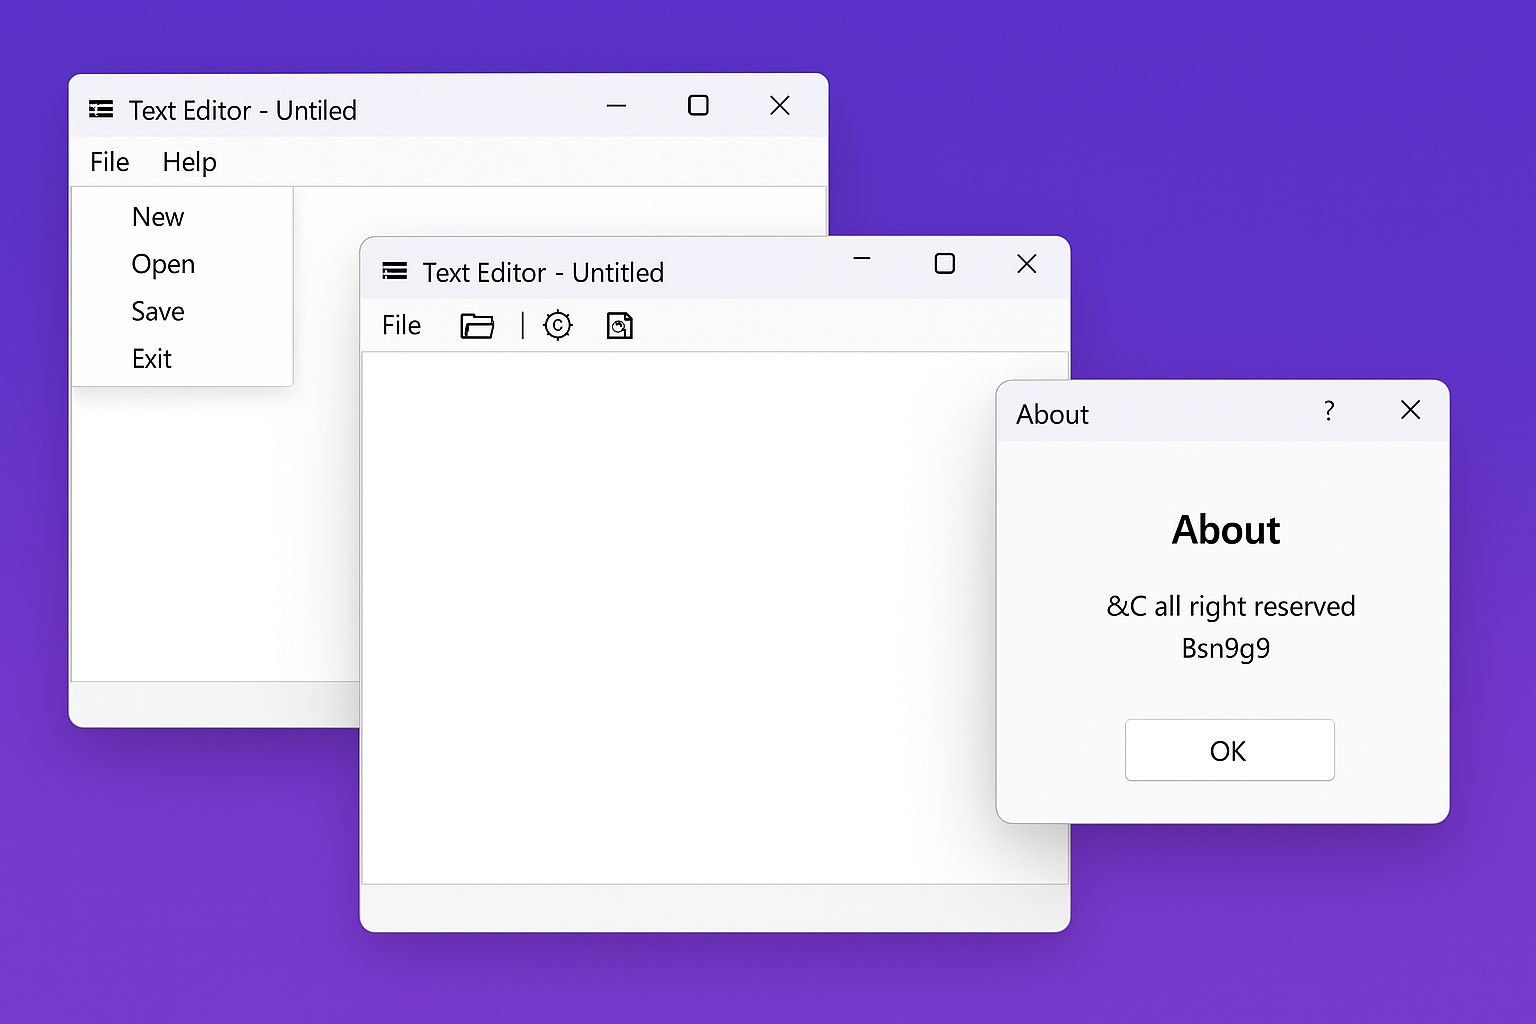 Text Editor - Untiled
File Help
New
Open
Save
Exit
Text Editor - Untitled
File
About ?
About
&C all right reserved
Bsn9g9
OK